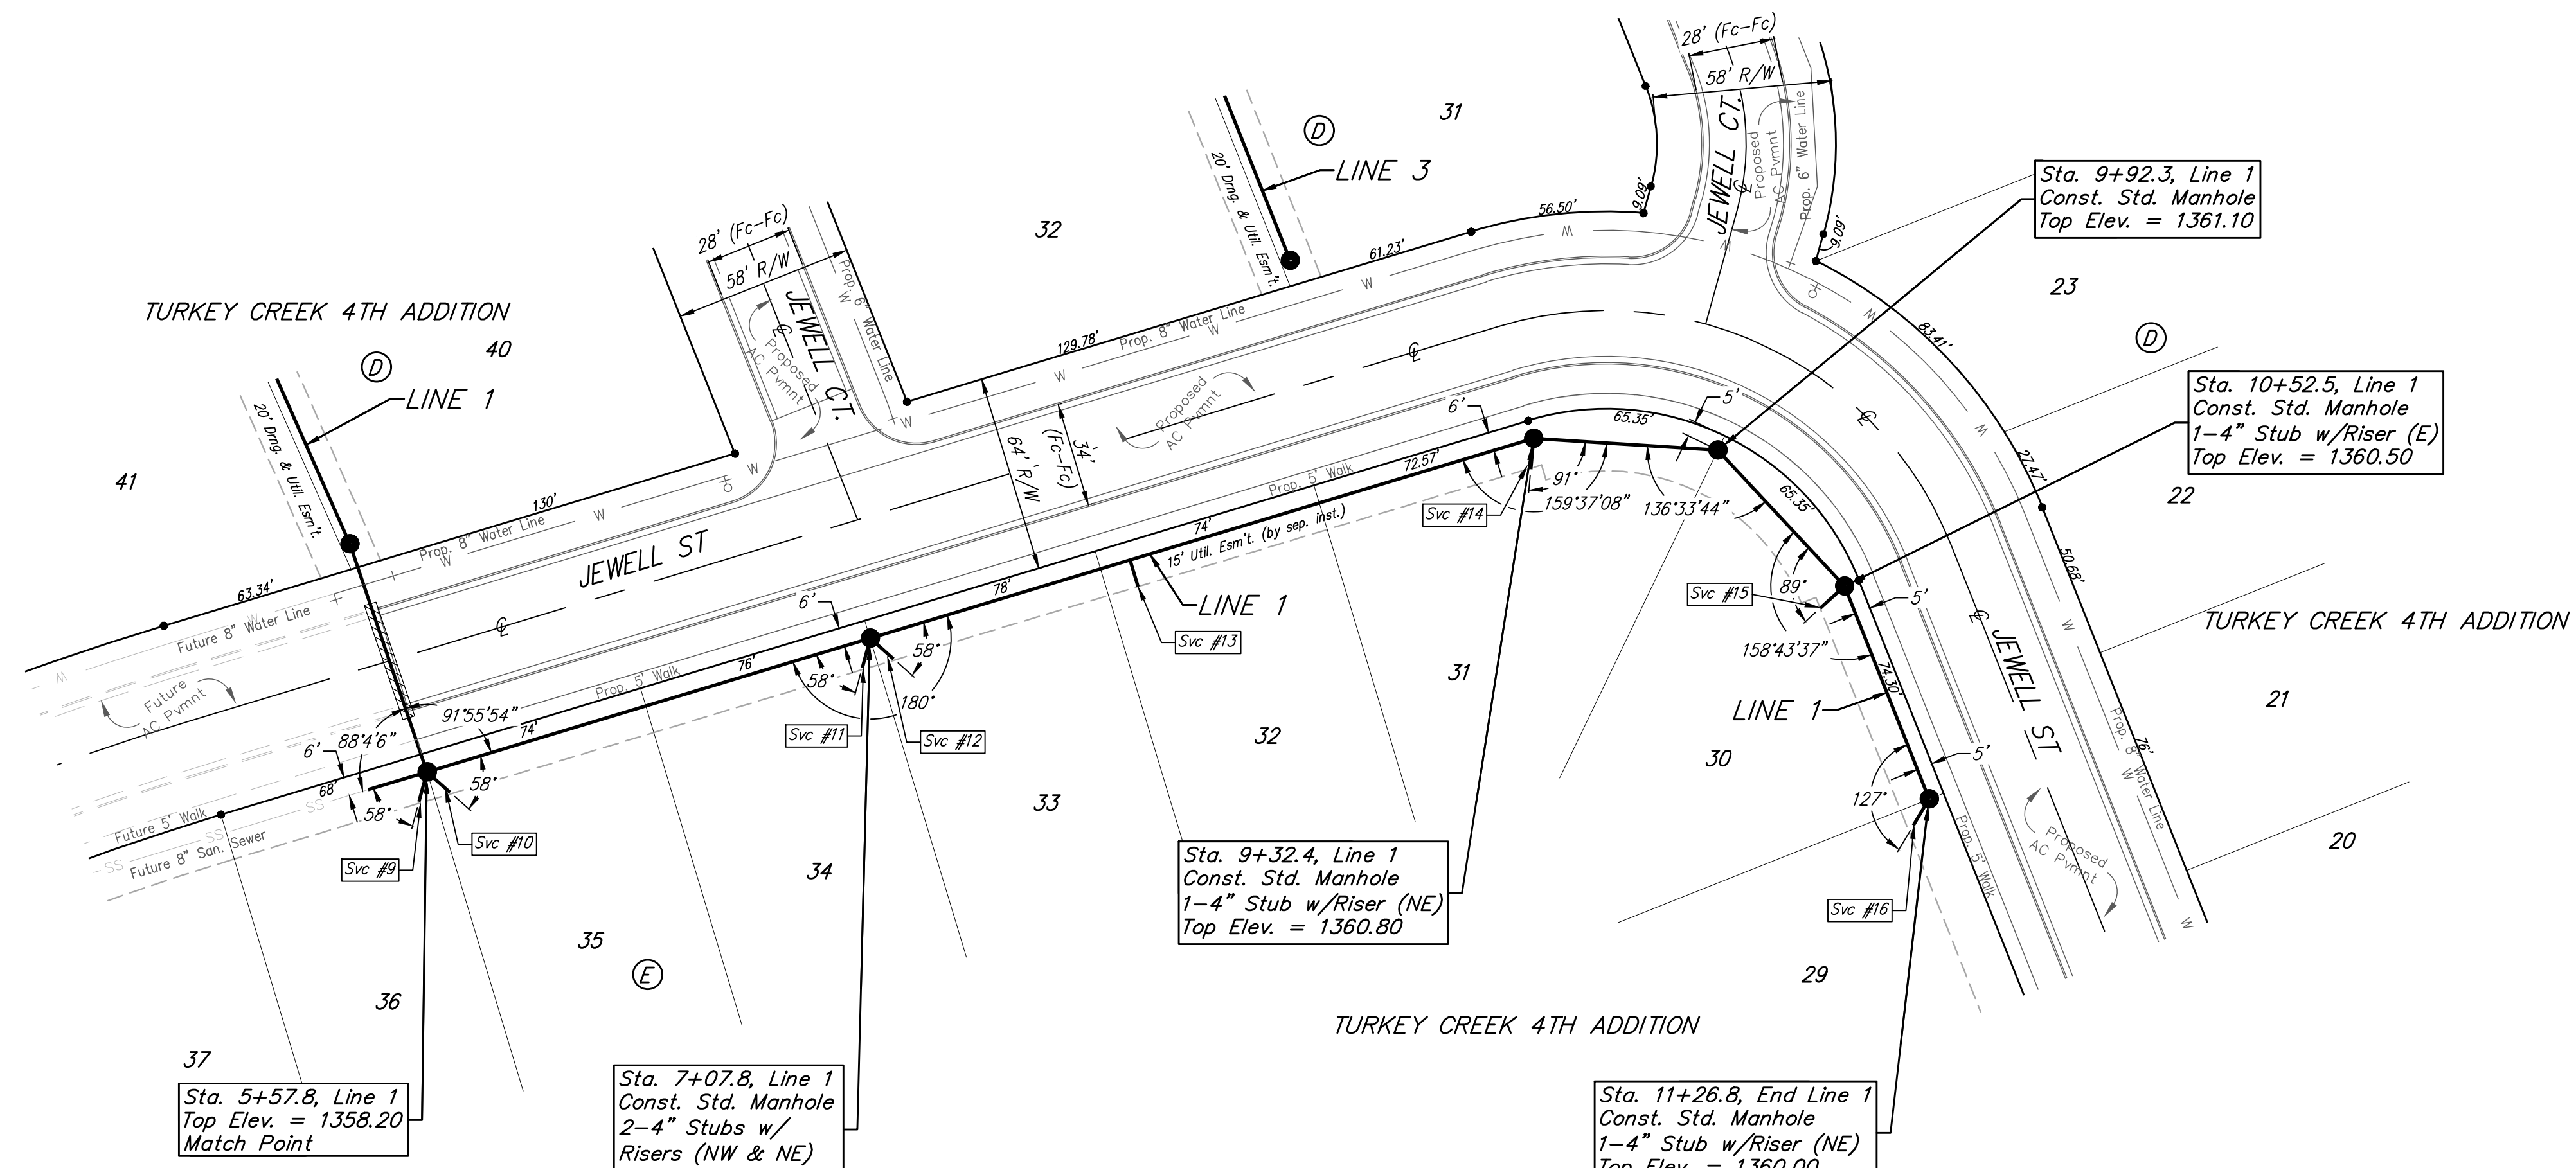 28' (Fc-Fc)
58' R/W
JEWELL CT.
Proposed
AC Pvmnt
Prop. 6" Water Line
9.09'
9.09'
31
D
LINE 3
20' Drng. & Util. Esm't.
56.50'
61.23'
W
W
Sta. 9+92.3, Line 1
Const. Std. Manhole
Top Elev. = 1361.10
28' (Fc-Fc)
58' R/W
JEWELL CT.
Proposed
AC Pvmnt
Prop. 6" Water Line
W
32
23
D
83.41'
W
TURKEY CREEK 4TH ADDITION
D
40
LINE 1
20' Drng. & Util. Esm't.
41
129.78'
Prop. 8" Water Line
W
W
W
W
Proposed
AC Pvmnt
64' R/W
34'
(Fc-Fc)
6'
65.35'
5'
Sta. 10+52.5, Line 1
Const. Std. Manhole
1-4" Stub w/Riser (E)
Top Elev. = 1360.50
27.47'
22
W
130'
Prop. 8" Water Line
W
W
W
JEWELL ST
72.57'
Prop. 5' Walk
74'
15' Util. Esm't. (by sep. inst.)
Svc #14
91°
159°37'08"
136°33'44"
65.35'
63.34'
Future 8" Water Line
W
W
Future
AC Pvmnt
78'
6'
LINE 1
Svc #13
Svc #15
89°
5'
158°43'37"
74.30'
LINE 1
50.68'
W
TURKEY CREEK 4TH ADDITION
JEWELL ST
21
76'
Prop. 8" Water Line
W
76'
Prop. 5' Walk
58°
58°
180°
Svc #11
Svc #12
31
32
30
5'
91°55'54"
88°4'6"
6'
74'
58°
58°
68'
Future 5' Walk
SS
SS
SS
Future 8" San. Sewer
Svc #9
Svc #10
33
34
127°
Svc #16
Prop. 5' Walk
Proposed
AC Pvmnt
20
W
Sta. 9+32.4, Line 1
Const. Std. Manhole
1-4" Stub w/Riser (NE)
Top Elev. = 1360.80
35
E
36
29
TURKEY CREEK 4TH ADDITION
37
Sta. 5+57.8, Line 1
Top Elev. = 1358.20
Match Point
Sta. 7+07.8, Line 1
Const. Std. Manhole
2-4" Stubs w/
Risers (NW & NE)
Sta. 11+26.8, End Line 1
Const. Std. Manhole
1-4" Stub w/Riser (NE)
Top Elev. = 1360.00